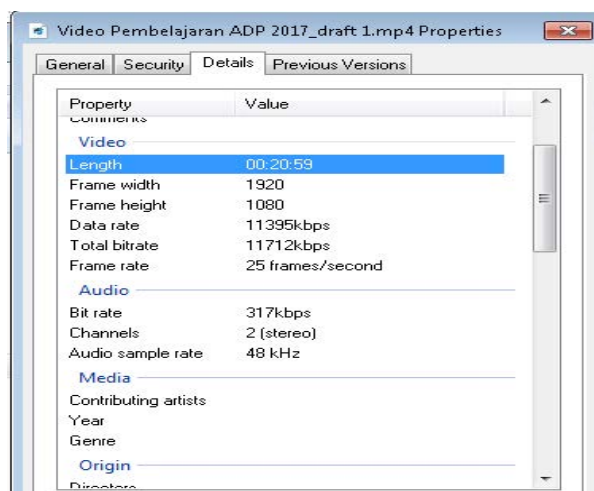 Video Pembelajaran ADP 2017_draft 1.mp4 Properties
General Security Details Previous Versions
Property Value
Comments
Video
Length 00:20:59
Frame width 1920
Frame height 1080
Data rate 11395kbps
Total bitrate 11712kbps
Frame rate 25 frames/second
Audio
Bit rate 317kbps
Channels 2 (stereo)
Audio sample rate 48 kHz
Media
Contributing artists
Year
Genre
Origin
Directors